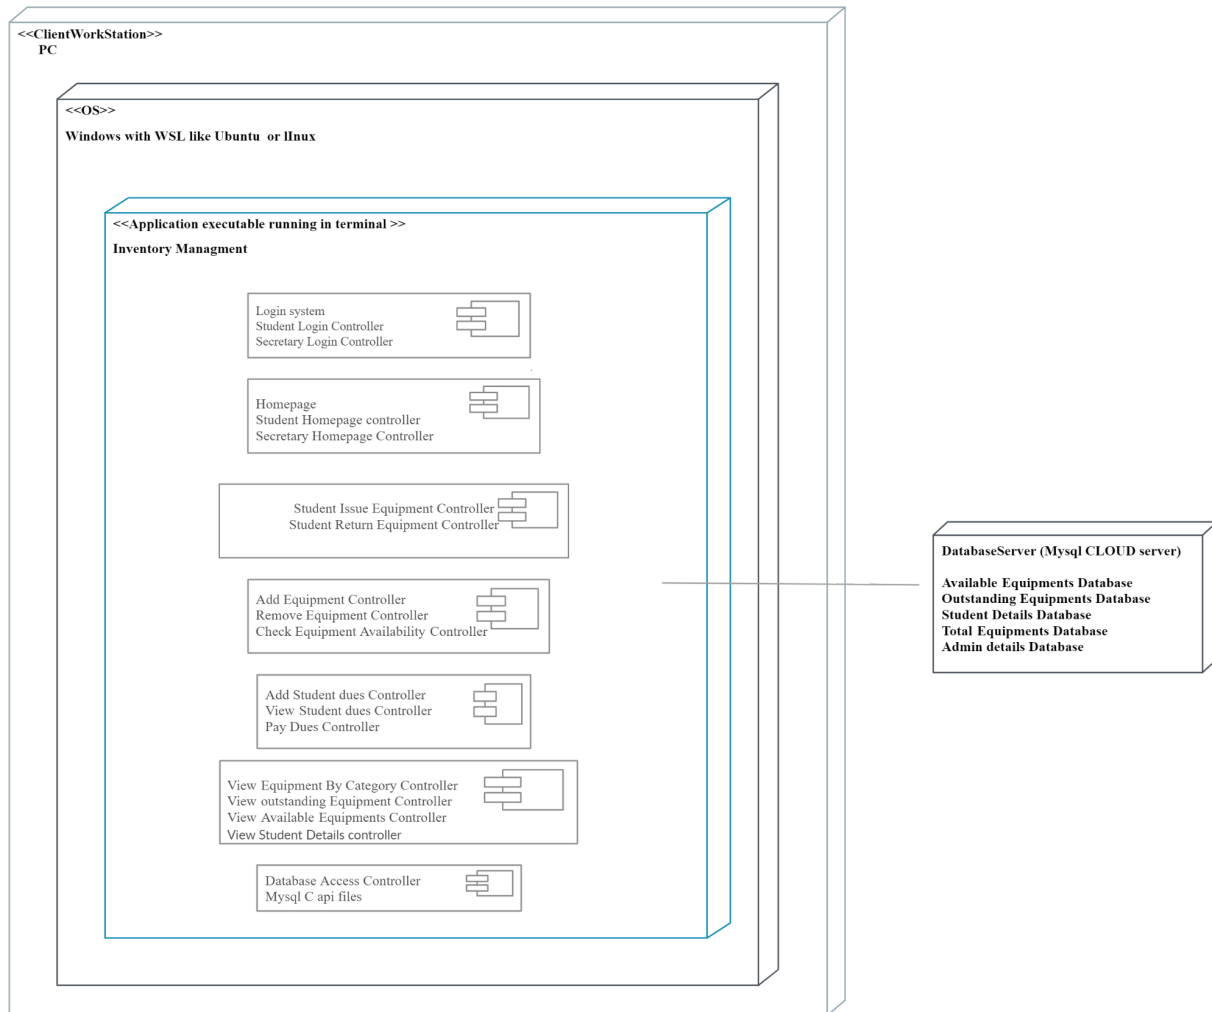 <<ClientWorkStation>>
PC
<<OS>>
Windows with WSL like Ubuntu  or lInux
<<Application executable running in terminal >>
Inventory Managment
Login system
Student Login Controller
Secretary Login Controller
Homepage
Student Homepage controller
Secretary Homepage Controller
Student Issue Equipment Controller
Student Return Equipment Controller
Add Equipment Controller
Remove Equipment Controller
Check Equipment Availability Controller
Add Student dues Controller
View Student dues Controller
Pay Dues Controller
View Equipment By Category Controller
View outstanding Equipment Controller
View Available Equipments Controller
View Student Details controller
Database Access Controller
Mysql C api files
DatabaseServer (Mysql CLOUD server)
Available Equipments Database
Outstanding Equipments Database
Student Details Database
Total Equipments Database
Admin details Database